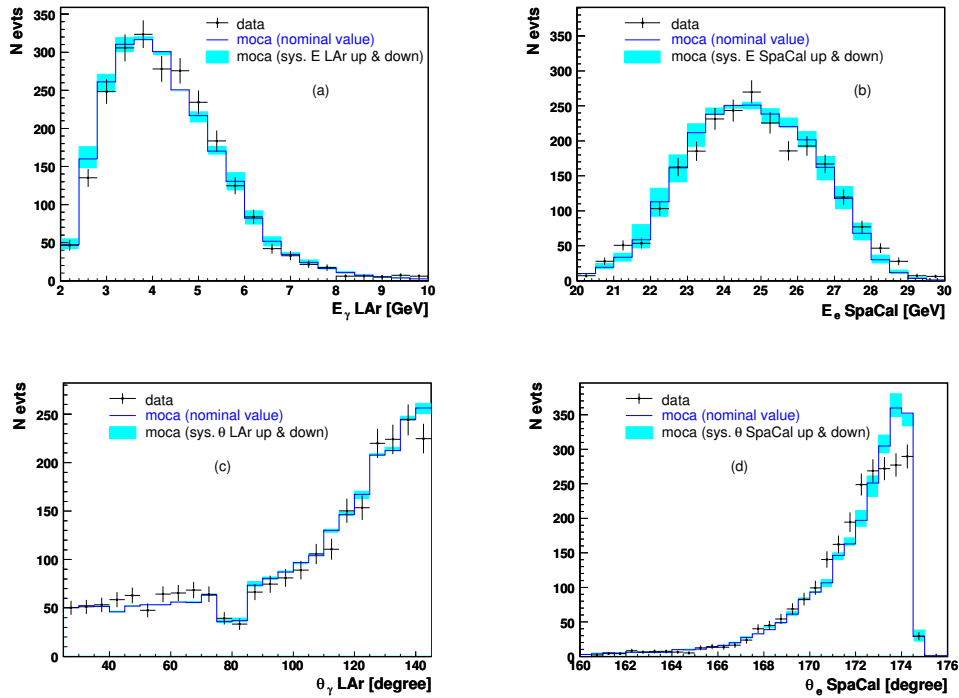 N evts
data
moca (nominal value)
moca (sys. E LAr up & down)
(a)
350
300
250
200
150
100
50
0
2 3 4 5 6 7 8 9 10
E γ LAr [GeV]
N evts
data
moca (nominal value)
moca (sys. E SpaCal up & down)
(b)
350
300
250
200
150
100
50
0
20 21 22 23 24 25 26 27 28 29 30
E e SpaCal [GeV]
N evts
data
moca (nominal value)
moca (sys. θ LAr up & down)
(c)
250
200
150
100
50
0
40 60 80 100 120 140
θ γ LAr [degree]
N evts
data
moca (nominal value)
moca (sys. θ SpaCal up & down)
(d)
350
300
250
200
150
100
50
0
160 162 164 166 168 170 172 174 176
θ e SpaCal [degree]